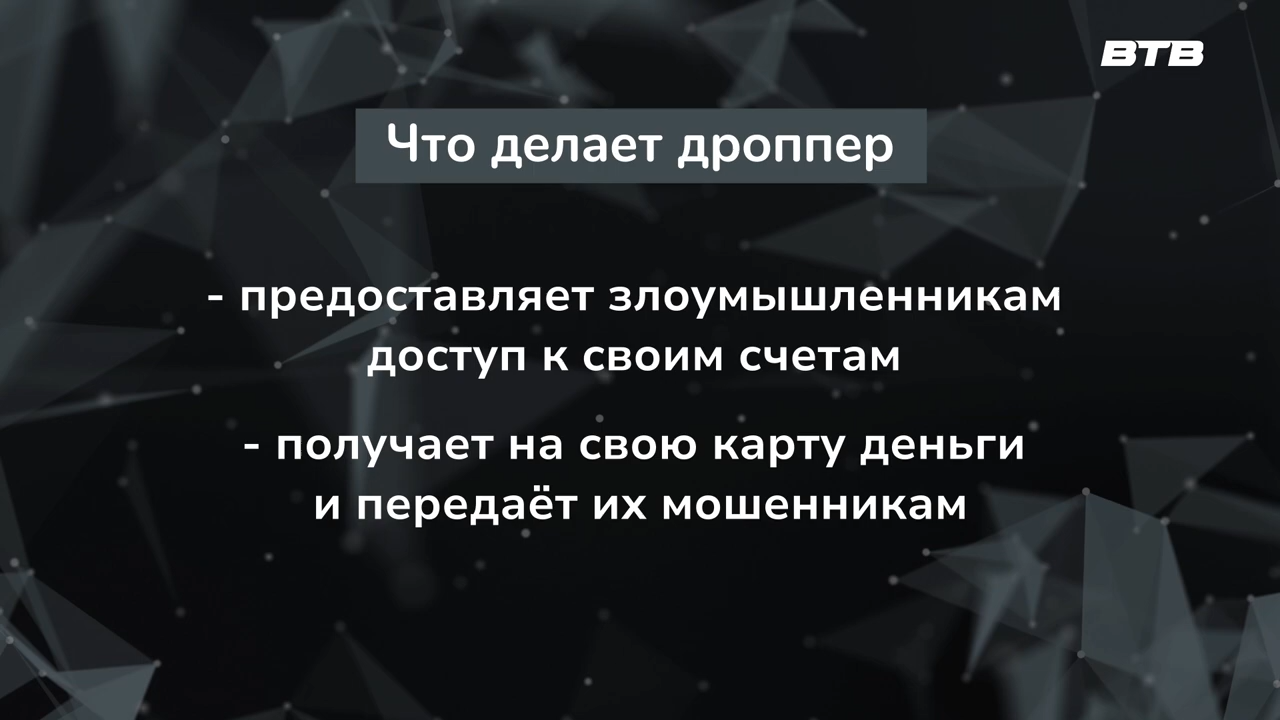 ВТВ
Что делает дроппер
- предоставляет злоумышленникам
доступ к своим счетам
- получает на свою карту деньги
и передаёт их мошенникам